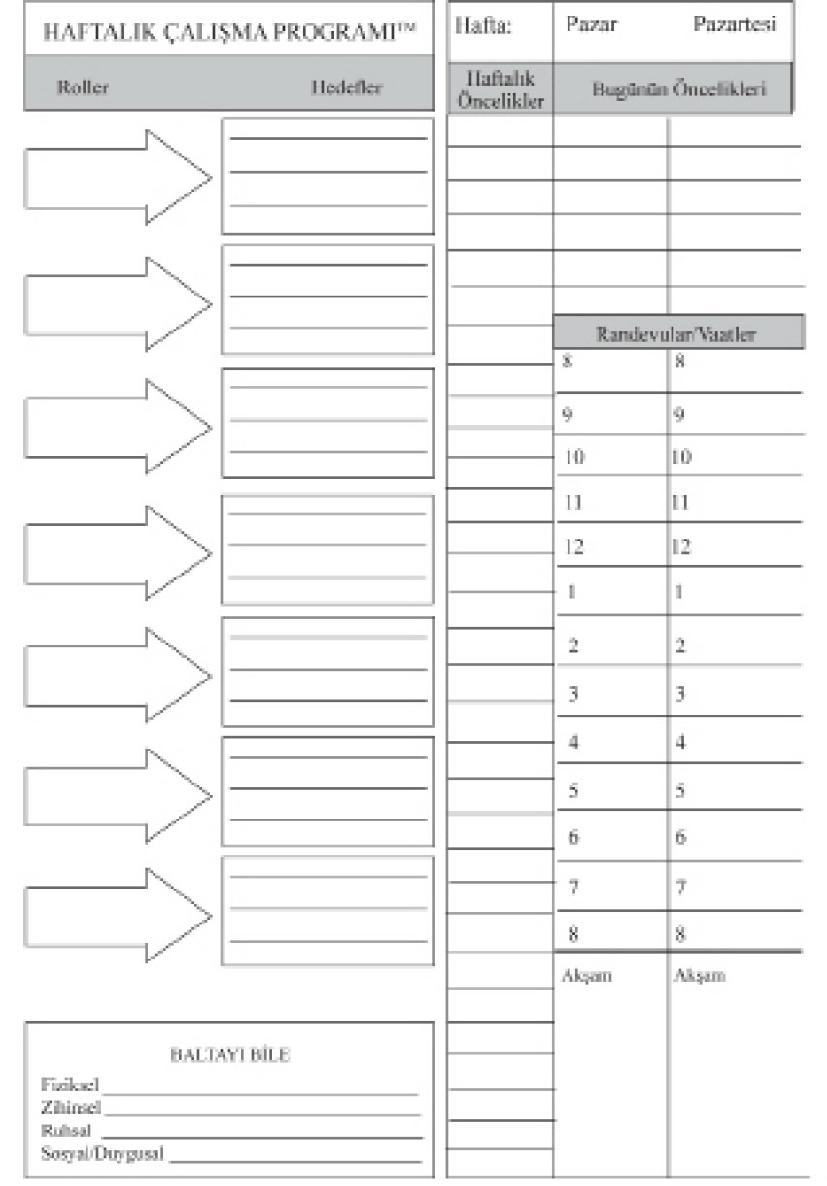 HAFTALIK ÇALIŞMA PROGRAMI™
Roller Hedefler
BALTAYI BİLE
Fiziksel
Zihinsel
Ruhsal
Sosyal/Duygusal
Hafta: Pazar Pazartesi
Haftalık Öncelikler
Bugünün Öncelikleri
Randevular/Vaatler
8 8
9 9
10 10
11 11
12 12
1 1
2 2
3 3
4 4
5 5
6 6
7 7
8 8
Akşam Akşam